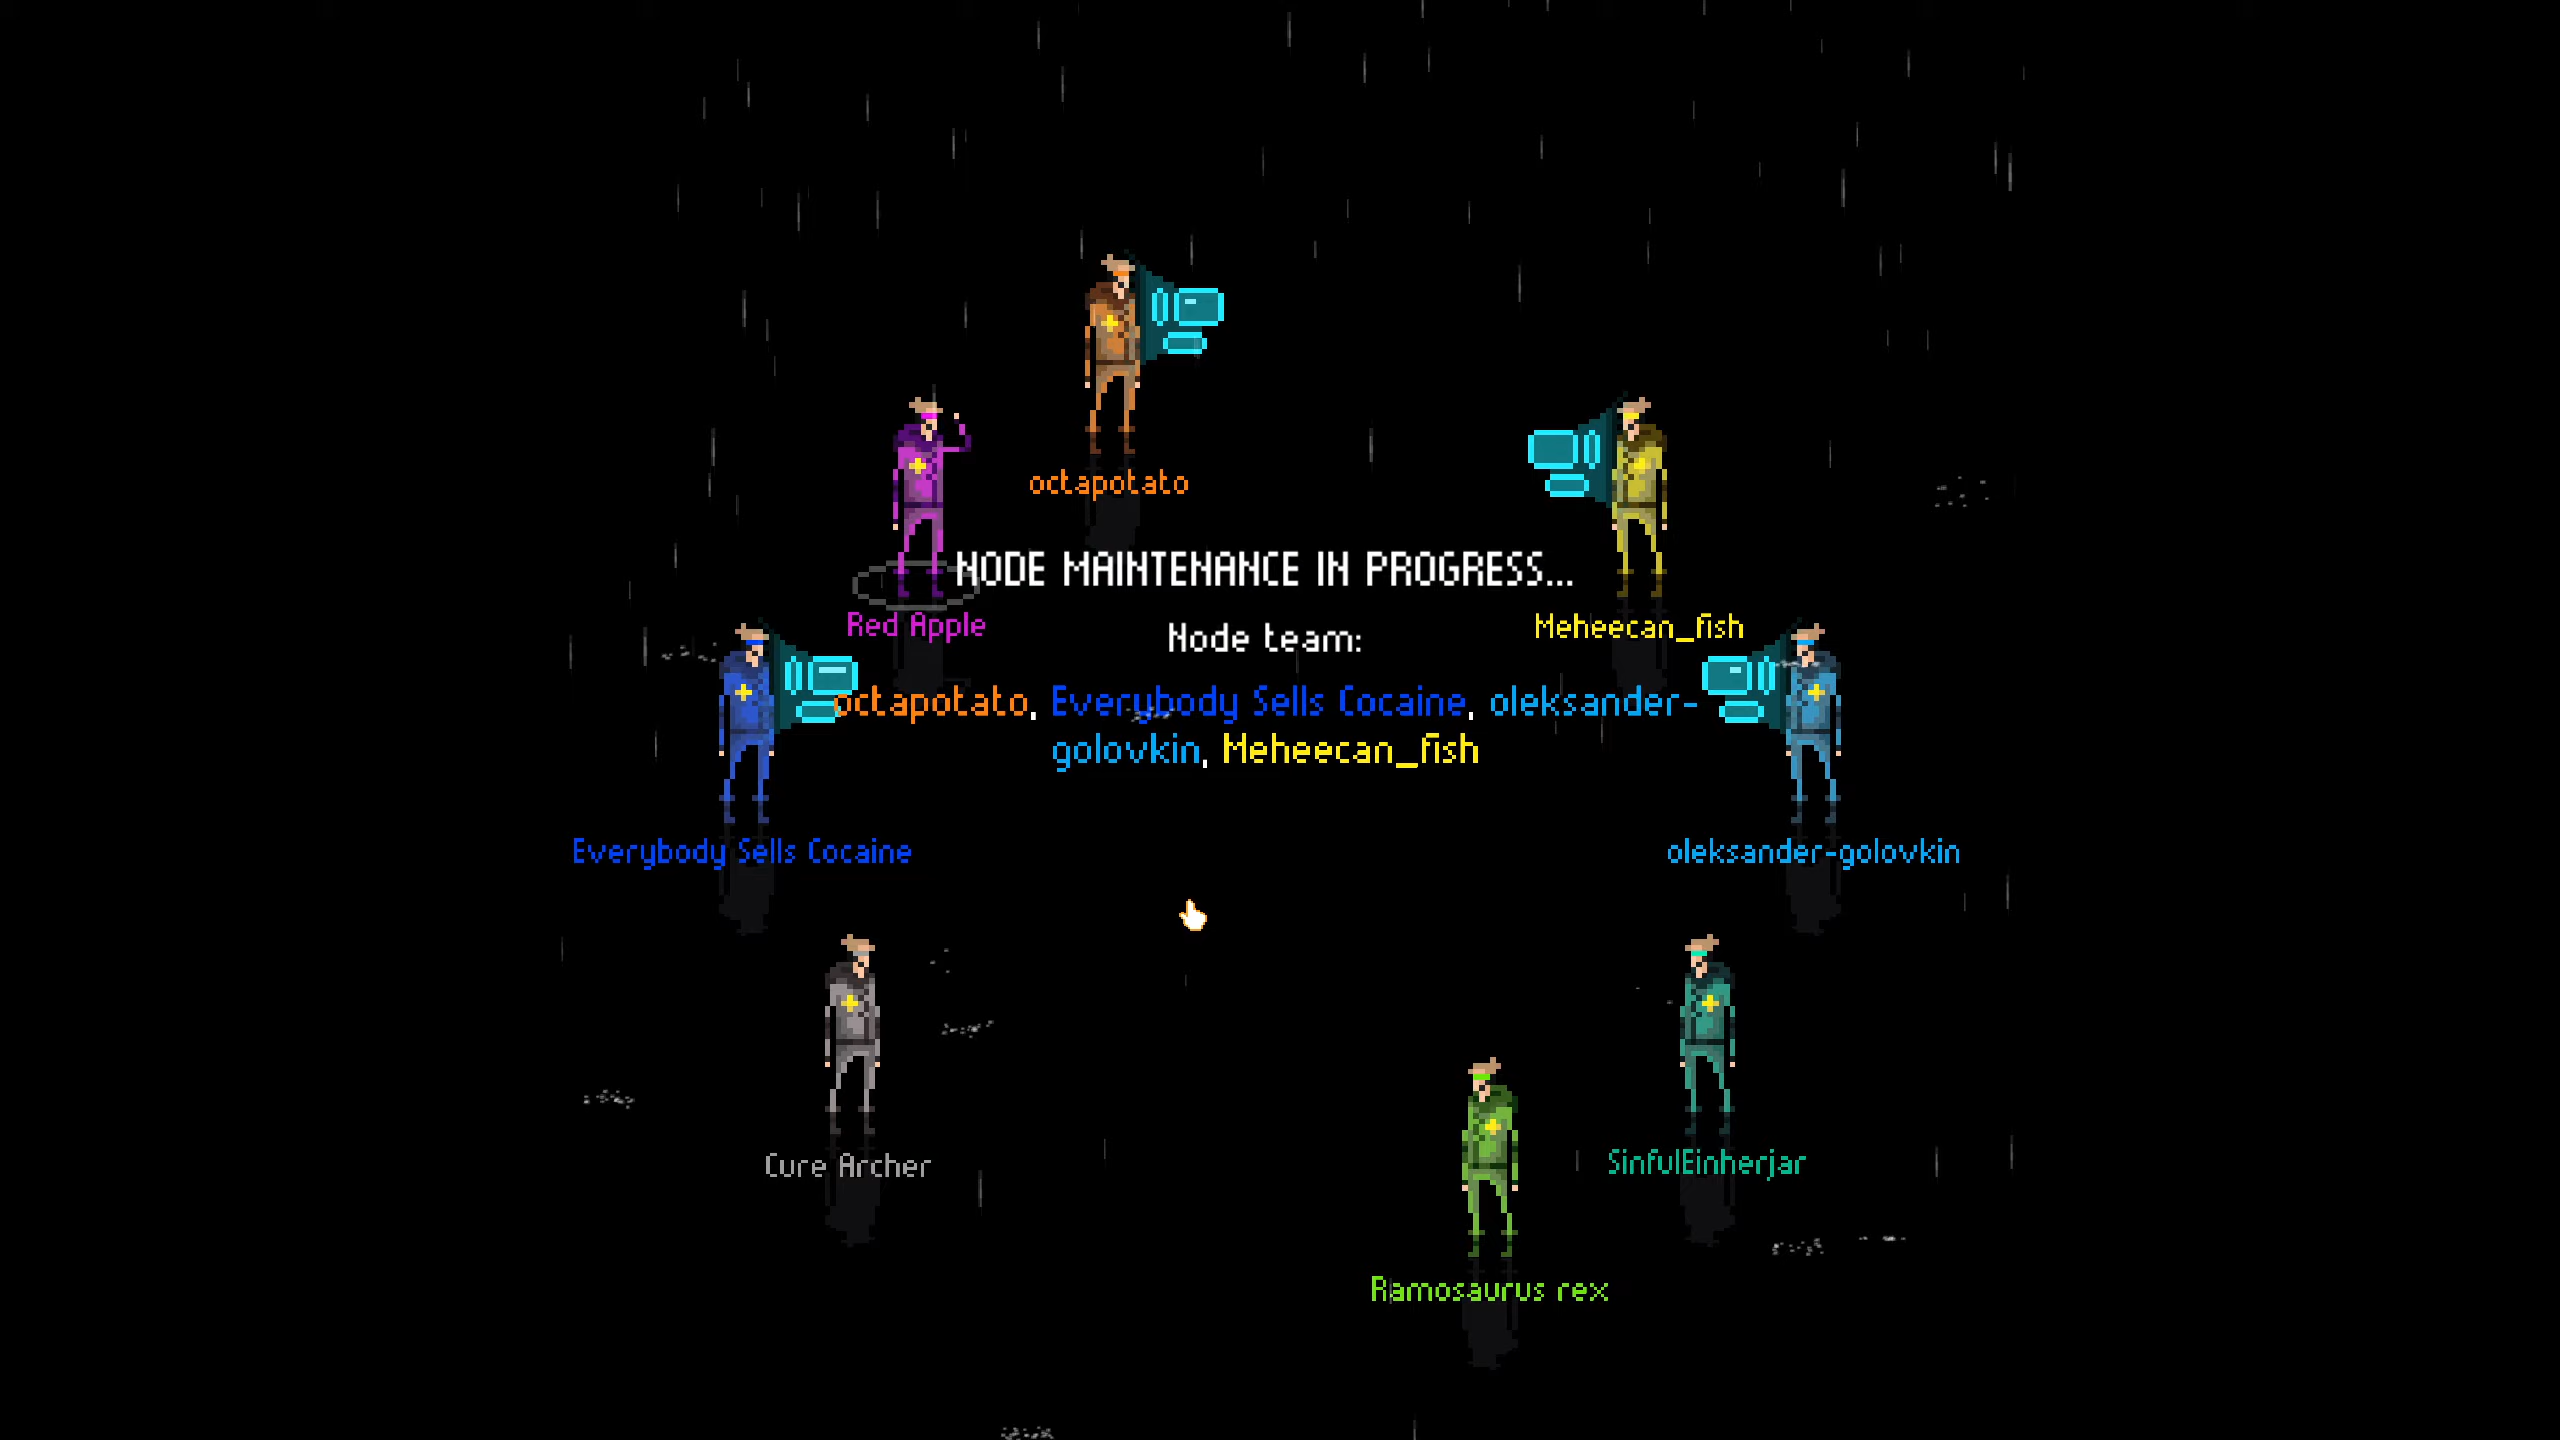 octapotato
NODE MAINTENANCE IN PROGRESS...
Red Apple
Meheecan_fish
Node team:
octapotato, Everybody Sells Cocaine, oleksander-
golovkin, Meheecan_fish
Everybody Sells Cocaine
oleksander-golovkin
Cure Archer
SinfulEinherjar
Ramosaurus rex